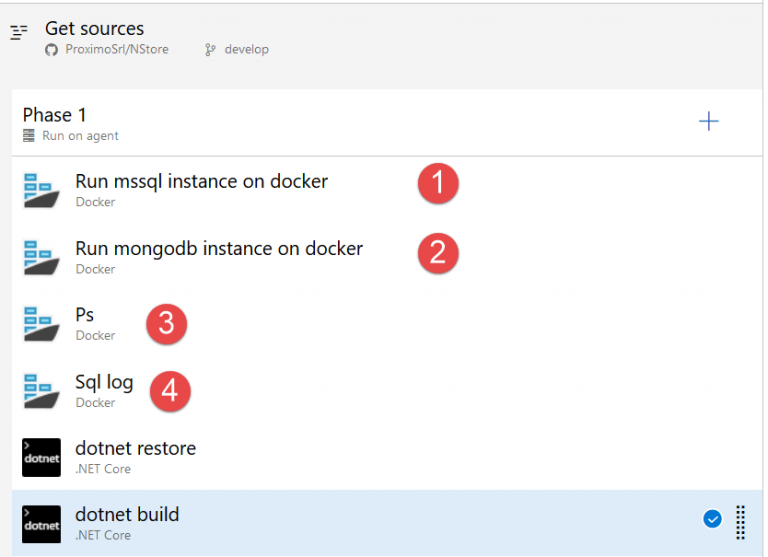 Get sources
ProximoSrl/NStore develop
Phase 1
Run on agent
Run mssql instance on docker
Docker
1
Run mongodb instance on docker
Docker
2
Ps
Docker
3
Sql log
Docker
4
>
dotnet
dotnet restore
.NET Core
>
dotnet
dotnet build
.NET Core